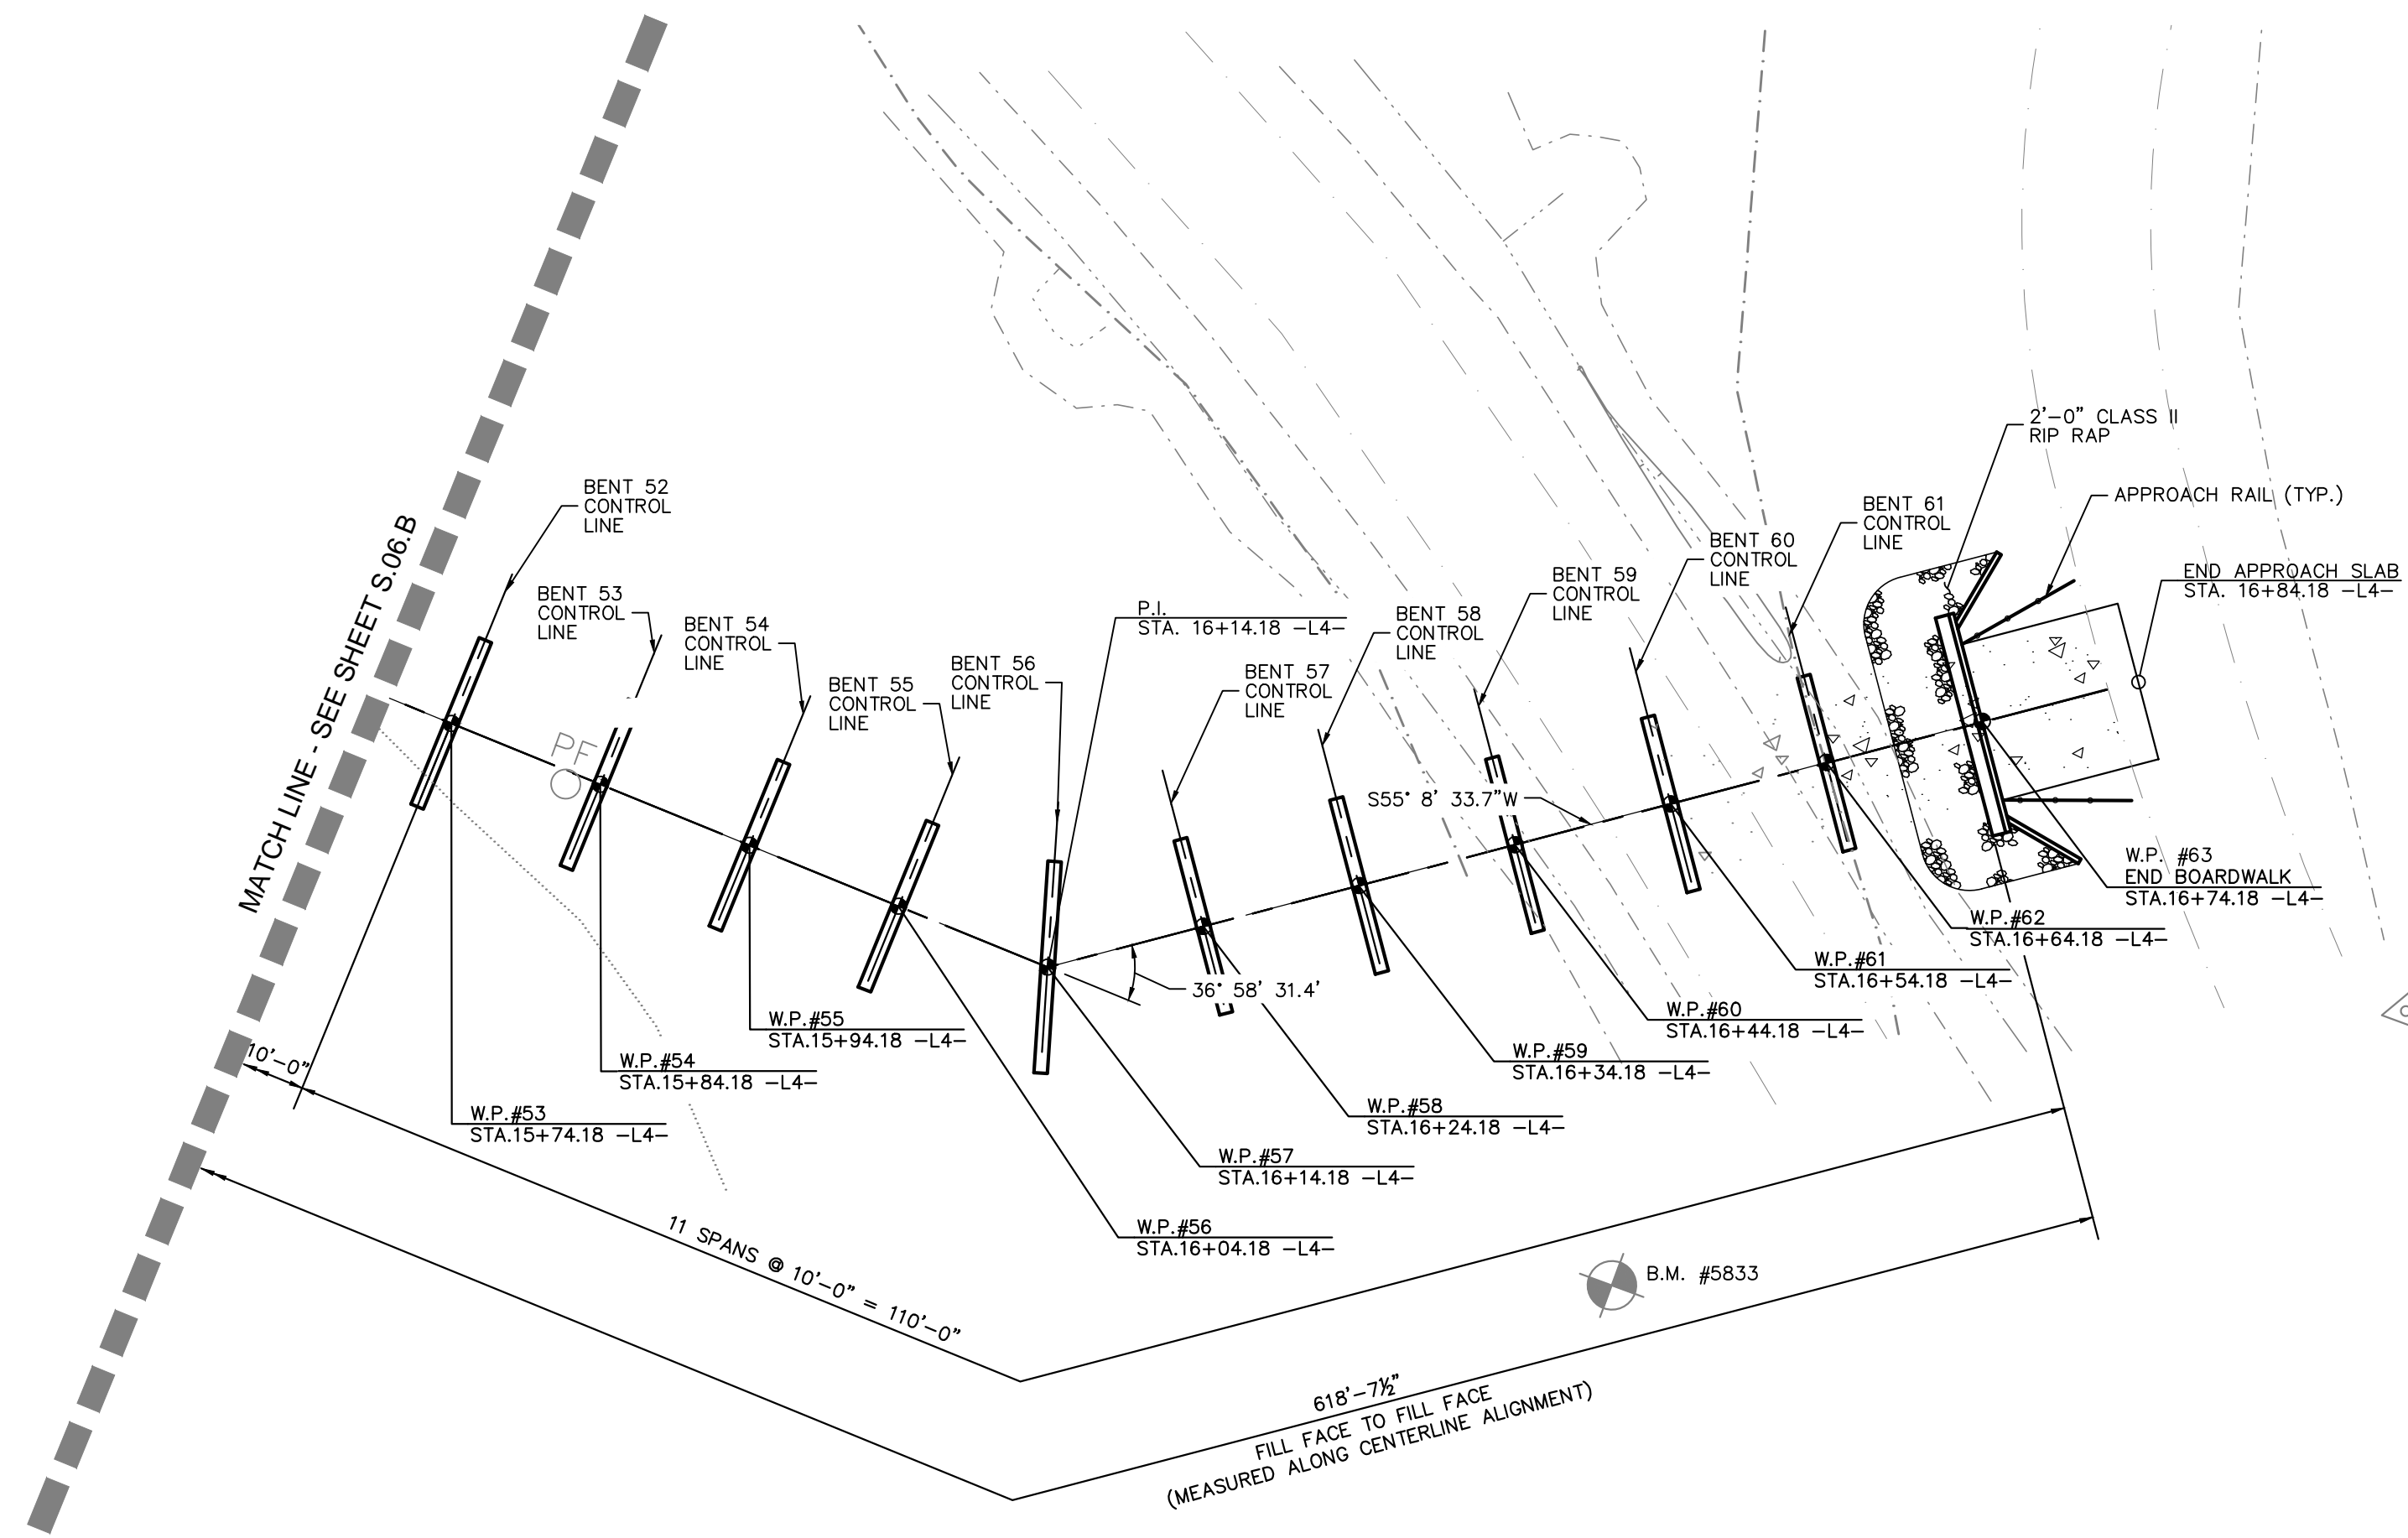 MATCH LINE - SEE SHEET S.06.B
BENT 52
CONTROL
LINE
BENT 53
CONTROL
LINE
BENT 54
CONTROL
LINE
BENT 55
CONTROL
LINE
BENT 56
CONTROL
LINE
P.I.
STA. 16+14.18 -L4-
BENT 57
CONTROL
LINE
BENT 58
CONTROL
LINE
BENT 59
CONTROL
LINE
BENT 60
CONTROL
LINE
BENT 61
CONTROL
LINE
2'-0" CLASS II
RIP RAP
APPROACH RAIL (TYP.)
END APPROACH SLAB
STA. 16+84.18 -L4-
PF
S55° 8' 33.7"W
36° 58' 31.4'
W.P. #63
END BOARDWALK
STA.16+74.18 -L4-
W.P.#62
STA.16+64.18 -L4-
W.P.#61
STA.16+54.18 -L4-
W.P.#60
STA.16+44.18 -L4-
W.P.#59
STA.16+34.18 -L4-
W.P.#58
STA.16+24.18 -L4-
W.P.#57
STA.16+14.18 -L4-
W.P.#56
STA.16+04.18 -L4-
W.P.#55
STA.15+94.18 -L4-
W.P.#54
STA.15+84.18 -L4-
W.P.#53
STA.15+74.18 -L4-
10'-0"
11 SPANS @ 10'-0" = 110'-0"
B.M. #5833
618'-7½"
FILL FACE TO FILL FACE
(MEASURED ALONG CENTERLINE ALIGNMENT)